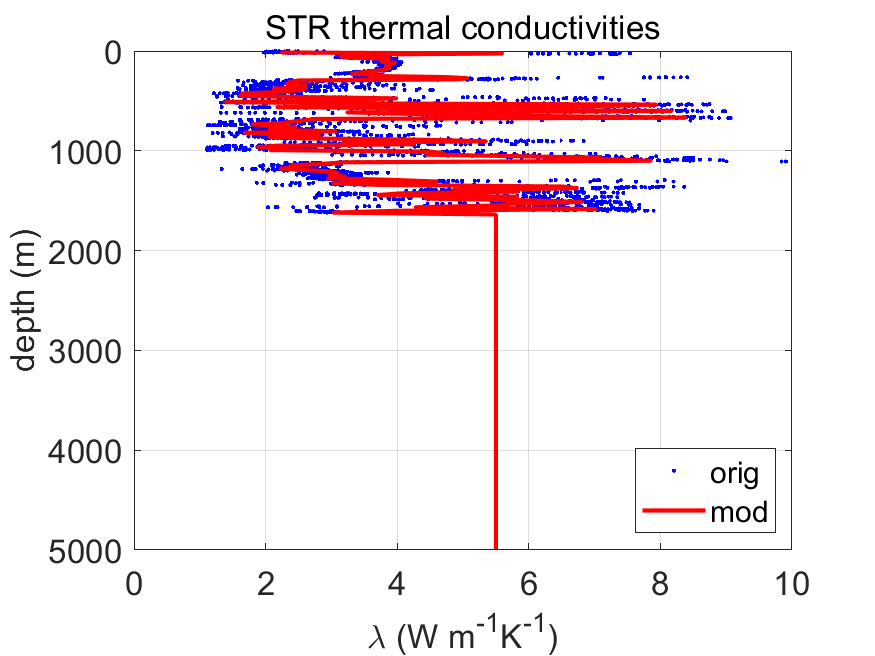 STR thermal conductivities
0
1000
2000
3000
4000
5000
depth (m)
0 2 4 6 8 10
λ (W m⁻¹K⁻¹)
orig
mod